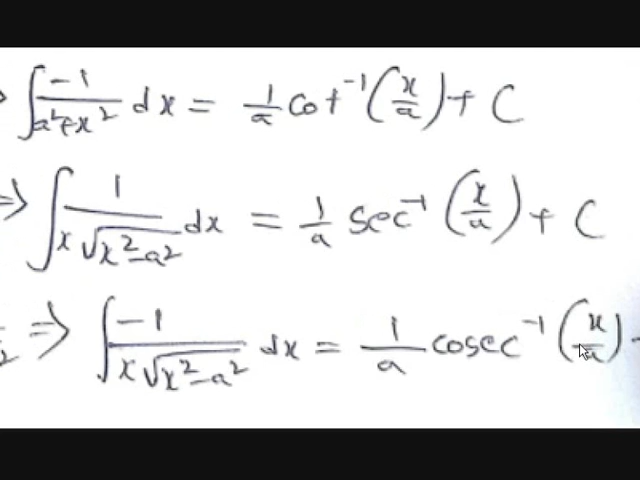 ⇒ ∫ -1/(a²+x²) dx = 1/a cot⁻¹(x/a) + C
⇒ ∫ 1/(x√(x²-a²)) dx = 1/a sec⁻¹(x/a) + C
⇒ ∫ -1/(x√(x²-a²)) dx = 1/a cosec⁻¹(x/a) +